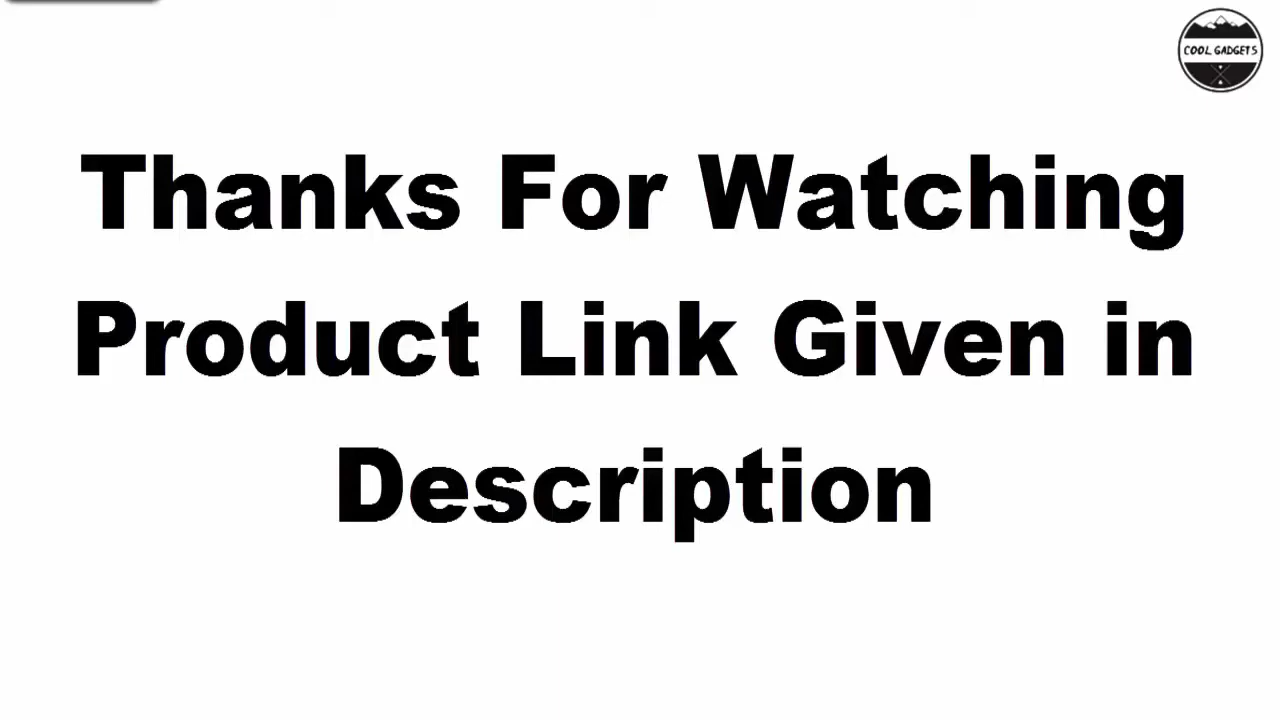 COOL GADGETS
Thanks For Watching
Product Link Given in
Description